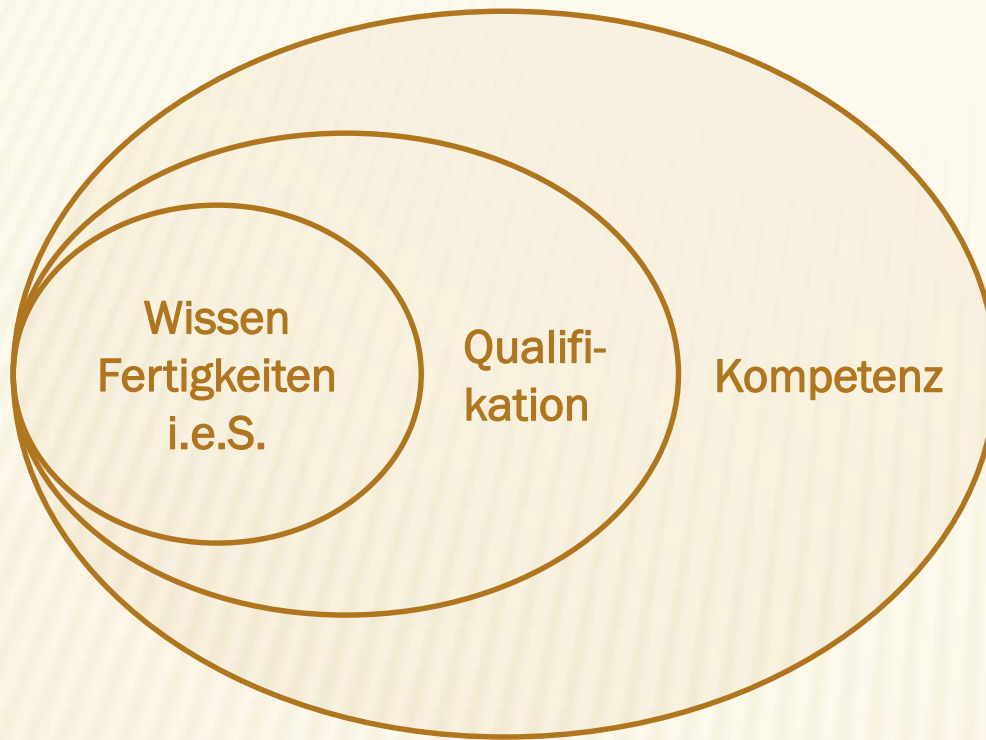 Wissen
Fertigkeiten
i.e.S.
Qualifi-
kation
Kompetenz